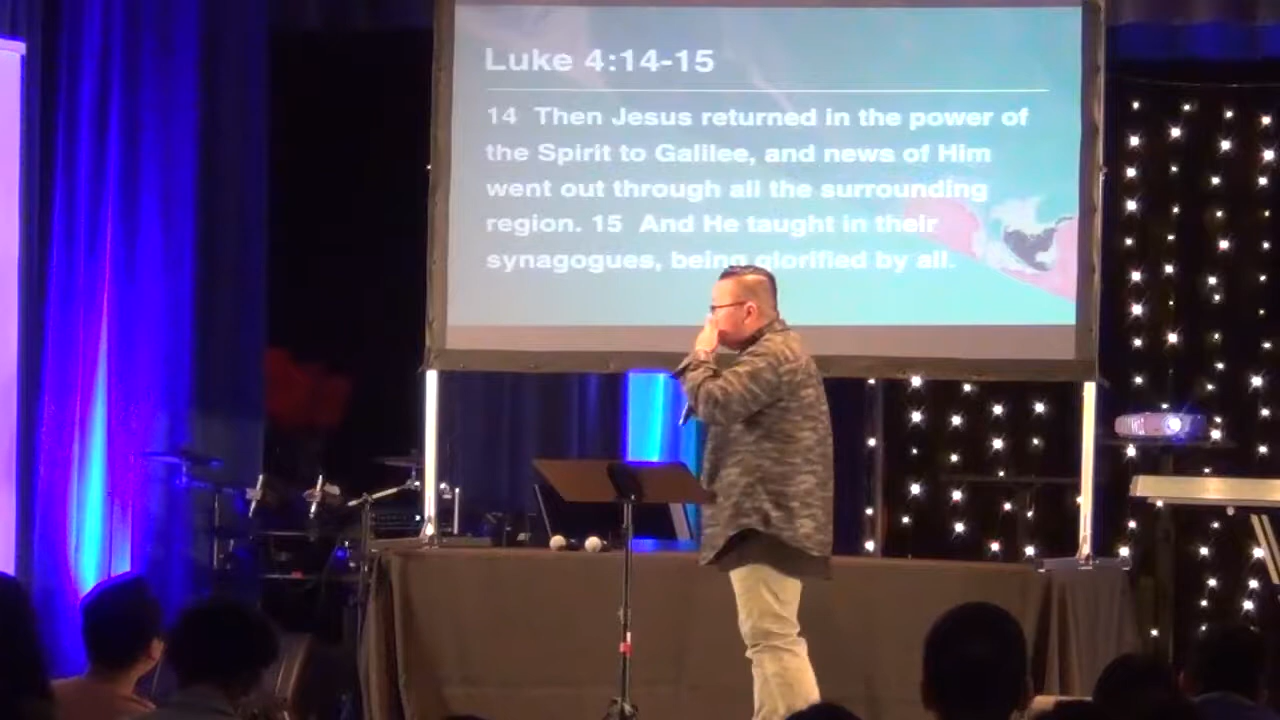 Luke 4:14-15
14 Then Jesus returned in the power of
the Spirit to Galilee, and news of Him
went out through all the surrounding
region. 15 And He taught in their
synagogues, being glorified by all.